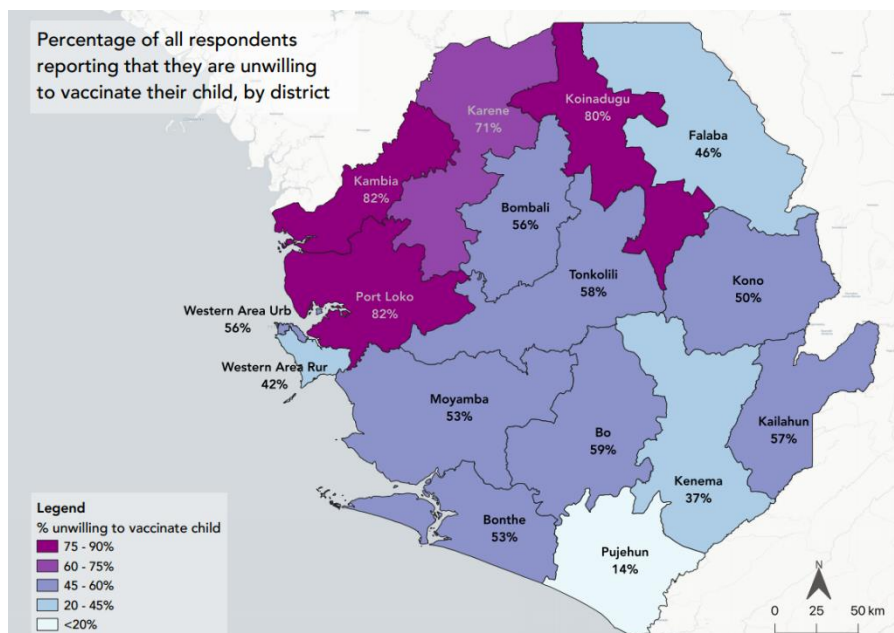 Percentage of all respondents
reporting that they are unwilling
to vaccinate their child, by district
Karene
71%
Koinadugu
80%
Falaba
46%
Kambia
82%
Bombali
56%
Tonkolili
58%
Kono
50%
Port Loko
82%
Western Area Urb
56%
Western Area Rur
42%
Moyamba
53%
Bo
59%
Kailahun
57%
Kenema
37%
Bonthe
53%
Pujehun
14%
Legend
% unwilling to vaccinate child
75 - 90%
60 - 75%
45 - 60%
20 - 45%
<20%
N
0 25 50 km